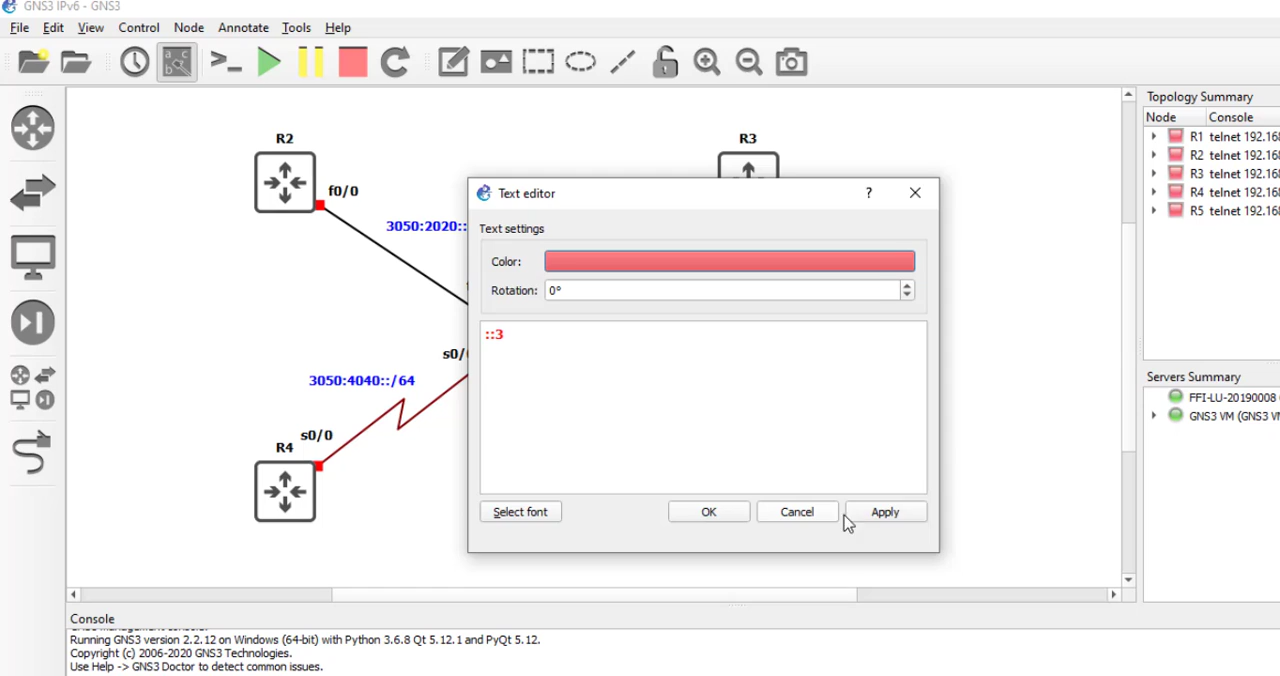 GNS3 IPv6 - GNS3
File Edit View Control Node Annotate Tools Help
Topology Summary
Node Console
R1 telnet 192.168
R2 telnet 192.168
R3 telnet 192.168
R4 telnet 192.168
R5 telnet 192.168
R2
R3
f0/0
3050:2020::
Text editor
?
Text settings
Color:
Rotation: 0°
::3
Select font
OK
Cancel
Apply
s0/
3050:4040::/64
s0/0
R4
Servers Summary
FFI-LU-20190008
GNS3 VM (GNS3 VM
Console
GNS3 management console.
Running GNS3 version 2.2.12 on Windows (64-bit) with Python 3.6.8 Qt 5.12.1 and PyQt 5.12.
Copyright (c) 2006-2020 GNS3 Technologies.
Use Help -> GNS3 Doctor to detect common issues.